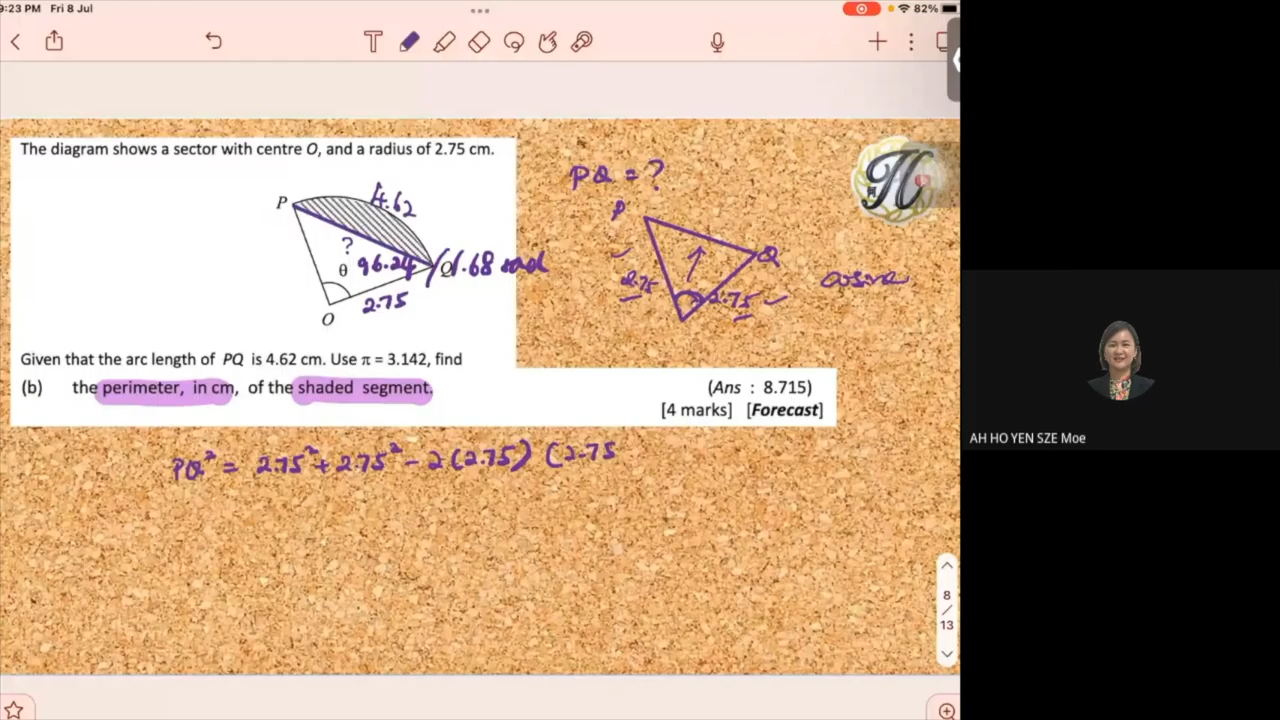 9:23 PM Fri 8 Jul
82%
The diagram shows a sector with centre O, and a radius of 2.75 cm.
PQ = ?
P
4.62
P
?
θ
96.24 / 1.68 rad
Q
Q
2.75
2.75
cosine
2.75
O
Given that the arc length of PQ is 4.62 cm. Use π = 3.142, find
(b) the perimeter, in cm, of the shaded segment.
(Ans : 8.715)
[4 marks] [Forecast]
PQ² = 2.75² + 2.75² - 2(2.75) (2.75
AH HO YEN SZE Moe
8
/
13